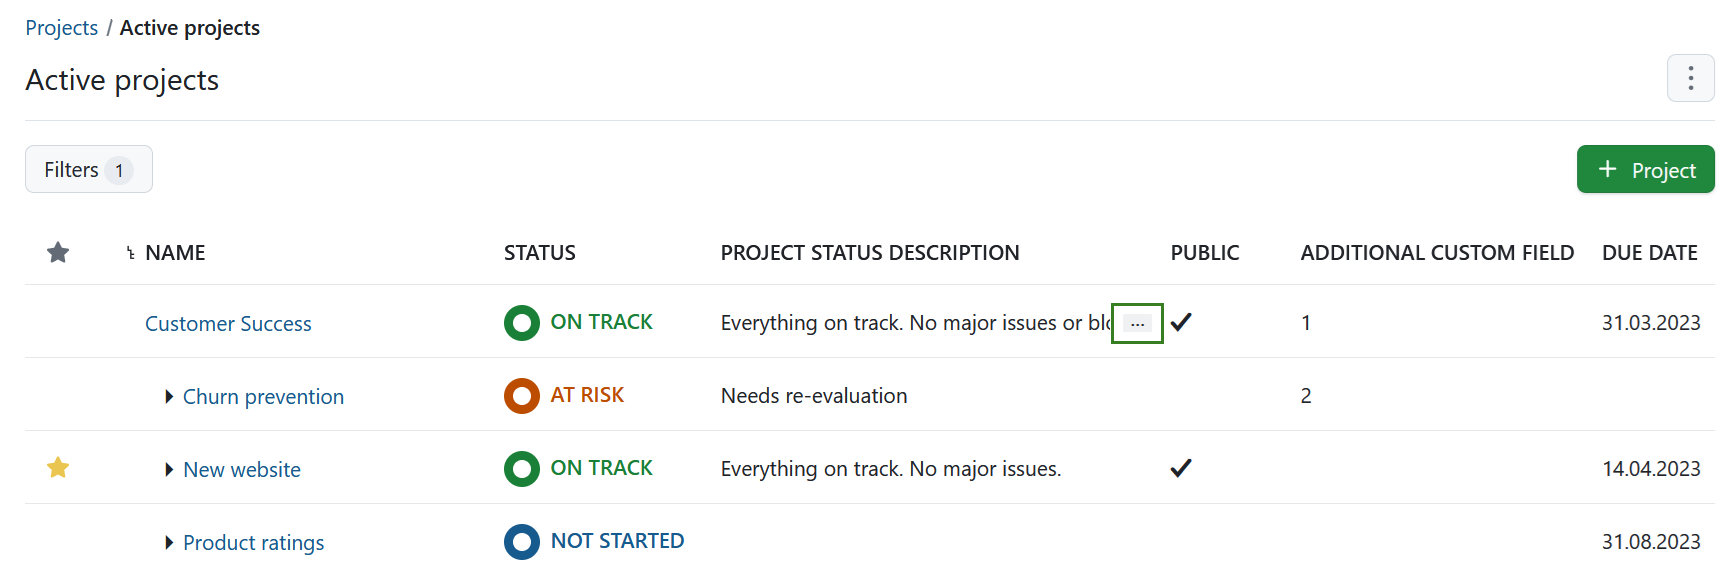 Projects / Active projects
Active projects
Filters 1
+ Project
NAME STATUS PROJECT STATUS DESCRIPTION PUBLIC ADDITIONAL CUSTOM FIELD DUE DATE
Customer Success ON TRACK Everything on track. No major issues or ... 1 31.03.2023
Churn prevention AT RISK Needs re-evaluation 2
New website ON TRACK Everything on track. No major issues. 14.04.2023
Product ratings NOT STARTED 31.08.2023